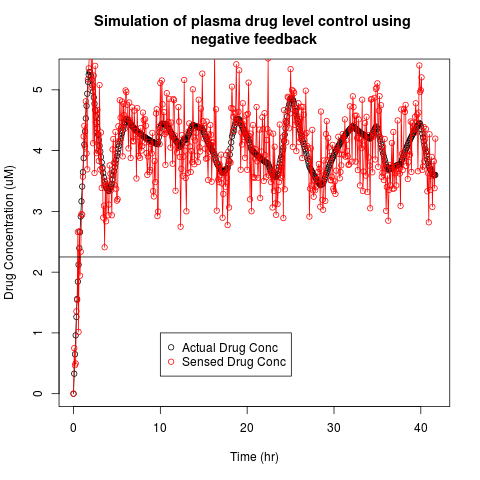 Simulation of plasma drug level control using
negative feedback
Drug Concentration (uM)
5
4
3
2
1
0
Actual Drug Conc
Sensed Drug Conc
0 10 20 30 40
Time (hr)